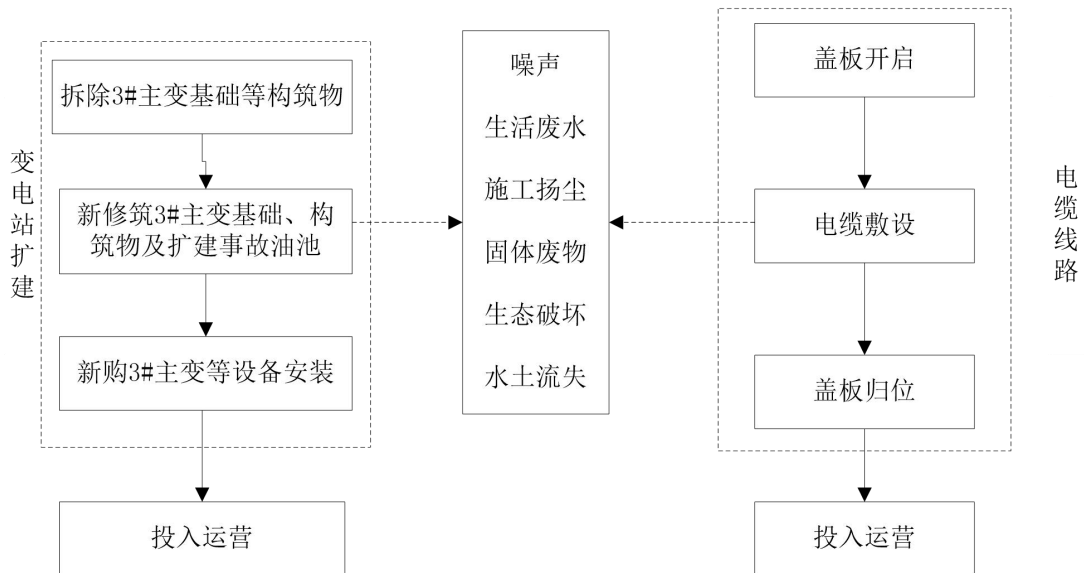 变电站扩建
拆除3#主变基础等构筑物
新修筑3#主变基础、构
筑物及扩建事故油池
新购3#主变等设备安装
投入运营
噪声
生活废水
施工扬尘
固体废物
生态破坏
水土流失
盖板开启
电缆敷设
盖板归位
投入运营
电缆线路